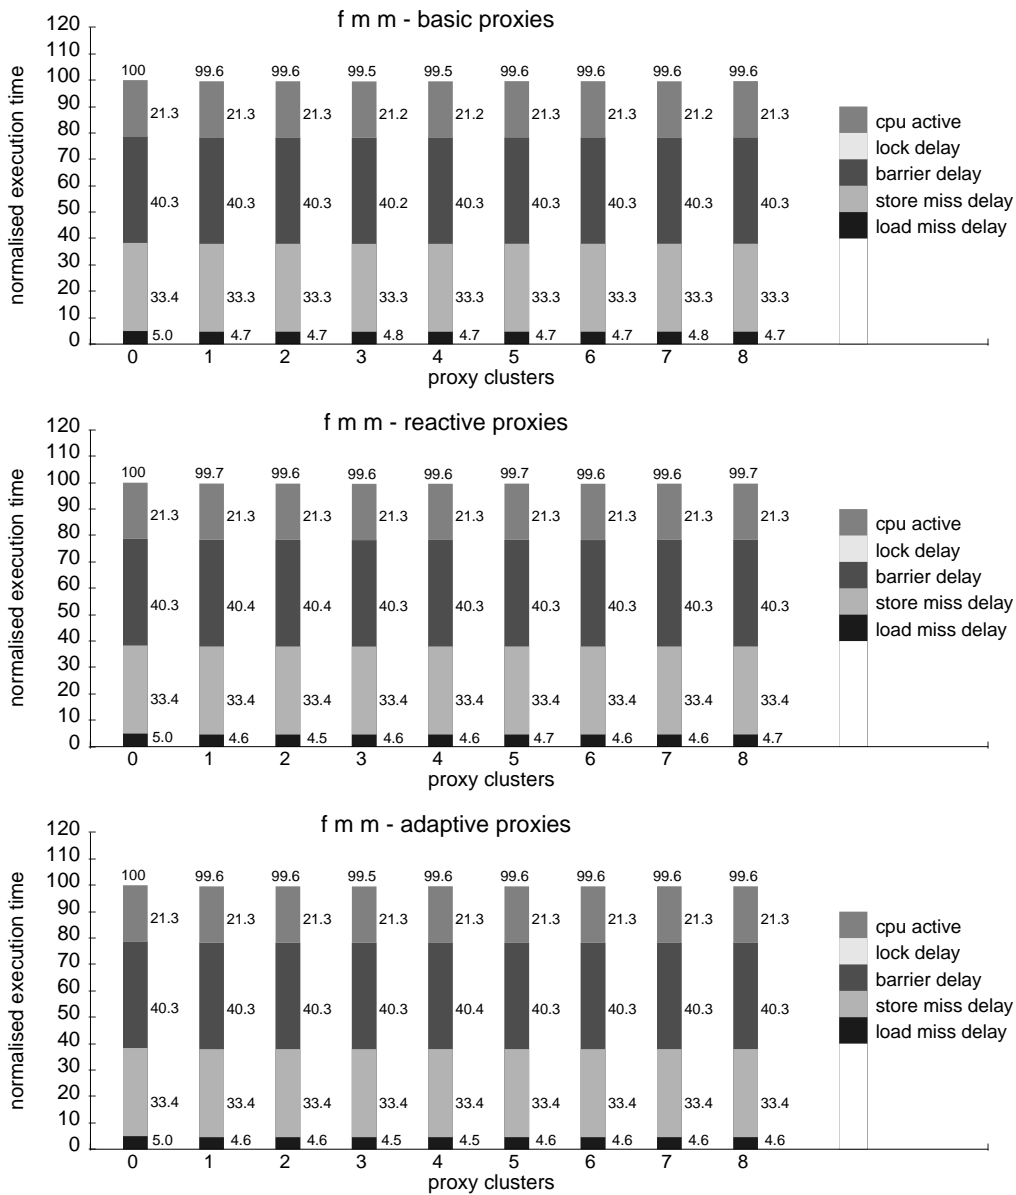 f m m - basic proxies
normalised execution time
120
110
100
90
80
70
60
50
40
30
20
10
0
100 99.6 99.6 99.5 99.5 99.6 99.6 99.6 99.6
21.3 21.3 21.3 21.2 21.2 21.3 21.3 21.2 21.3
40.3 40.3 40.3 40.2 40.3 40.3 40.3 40.3 40.3
33.4 33.3 33.3 33.3 33.3 33.3 33.3 33.3 33.3
5.0 4.7 4.7 4.8 4.7 4.7 4.7 4.8 4.7
0 1 2 3 4 5 6 7 8
proxy clusters
cpu active
lock delay
barrier delay
store miss delay
load miss delay
f m m - reactive proxies
normalised execution time
120
110
100
90
80
70
60
50
40
30
20
10
0
100 99.7 99.6 99.6 99.6 99.7 99.6 99.6 99.7
21.3 21.3 21.3 21.3 21.3 21.3 21.3 21.3 21.3
40.3 40.4 40.4 40.3 40.3 40.3 40.3 40.3 40.3
33.4 33.4 33.4 33.4 33.4 33.4 33.4 33.4 33.4
5.0 4.6 4.5 4.6 4.6 4.7 4.6 4.6 4.7
0 1 2 3 4 5 6 7 8
proxy clusters
cpu active
lock delay
barrier delay
store miss delay
load miss delay
f m m - adaptive proxies
normalised execution time
120
110
100
90
80
70
60
50
40
30
20
10
0
100 99.6 99.6 99.5 99.6 99.6 99.6 99.6 99.6
21.3 21.3 21.3 21.3 21.3 21.3 21.3 21.3 21.3
40.3 40.3 40.3 40.3 40.4 40.3 40.3 40.3 40.3
33.4 33.4 33.4 33.4 33.4 33.4 33.4 33.4 33.4
5.0 4.6 4.6 4.5 4.5 4.6 4.6 4.6 4.6
0 1 2 3 4 5 6 7 8
proxy clusters
cpu active
lock delay
barrier delay
store miss delay
load miss delay